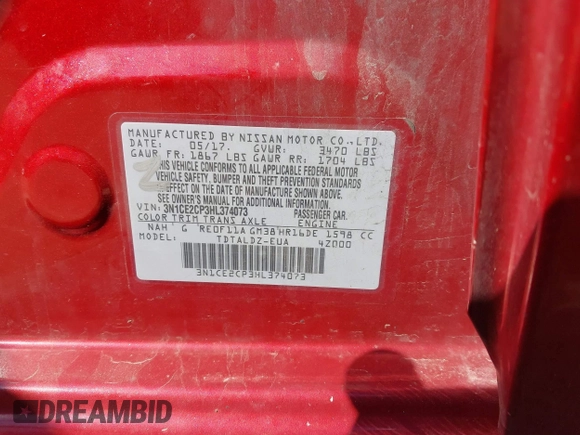 MANUFACTURED BY NISSAN MOTOR CO.,LTD.
DATE: 05/17. GVWR: 3470 LBS
GAWR FR: 1867 LBS GAWR RR: 1704 LBS
THIS VEHICLE CONFORMS TO ALL APPLICABLE FEDERAL MOTOR
VEHICLE SAFETY, BUMPER AND THEFT PREVENTION STANDARDS
IN EFFECT ON THE DATE OF MANUFACTURE SHOWN ABOVE.
SEE OWNER'S CARD FOR ADDITIONAL INFORMATION
VIN: 3N1CE2CP3HL374073 PASSENGER CAR.
COLOR TRIM TRANS AXLE ENGINE
NAH G RE0F11A GM38 HR16DE 1598 CC
MODEL: TDTALDZ-EUA 4Z000
3N1CE2CP3HL374073
DREAMBID